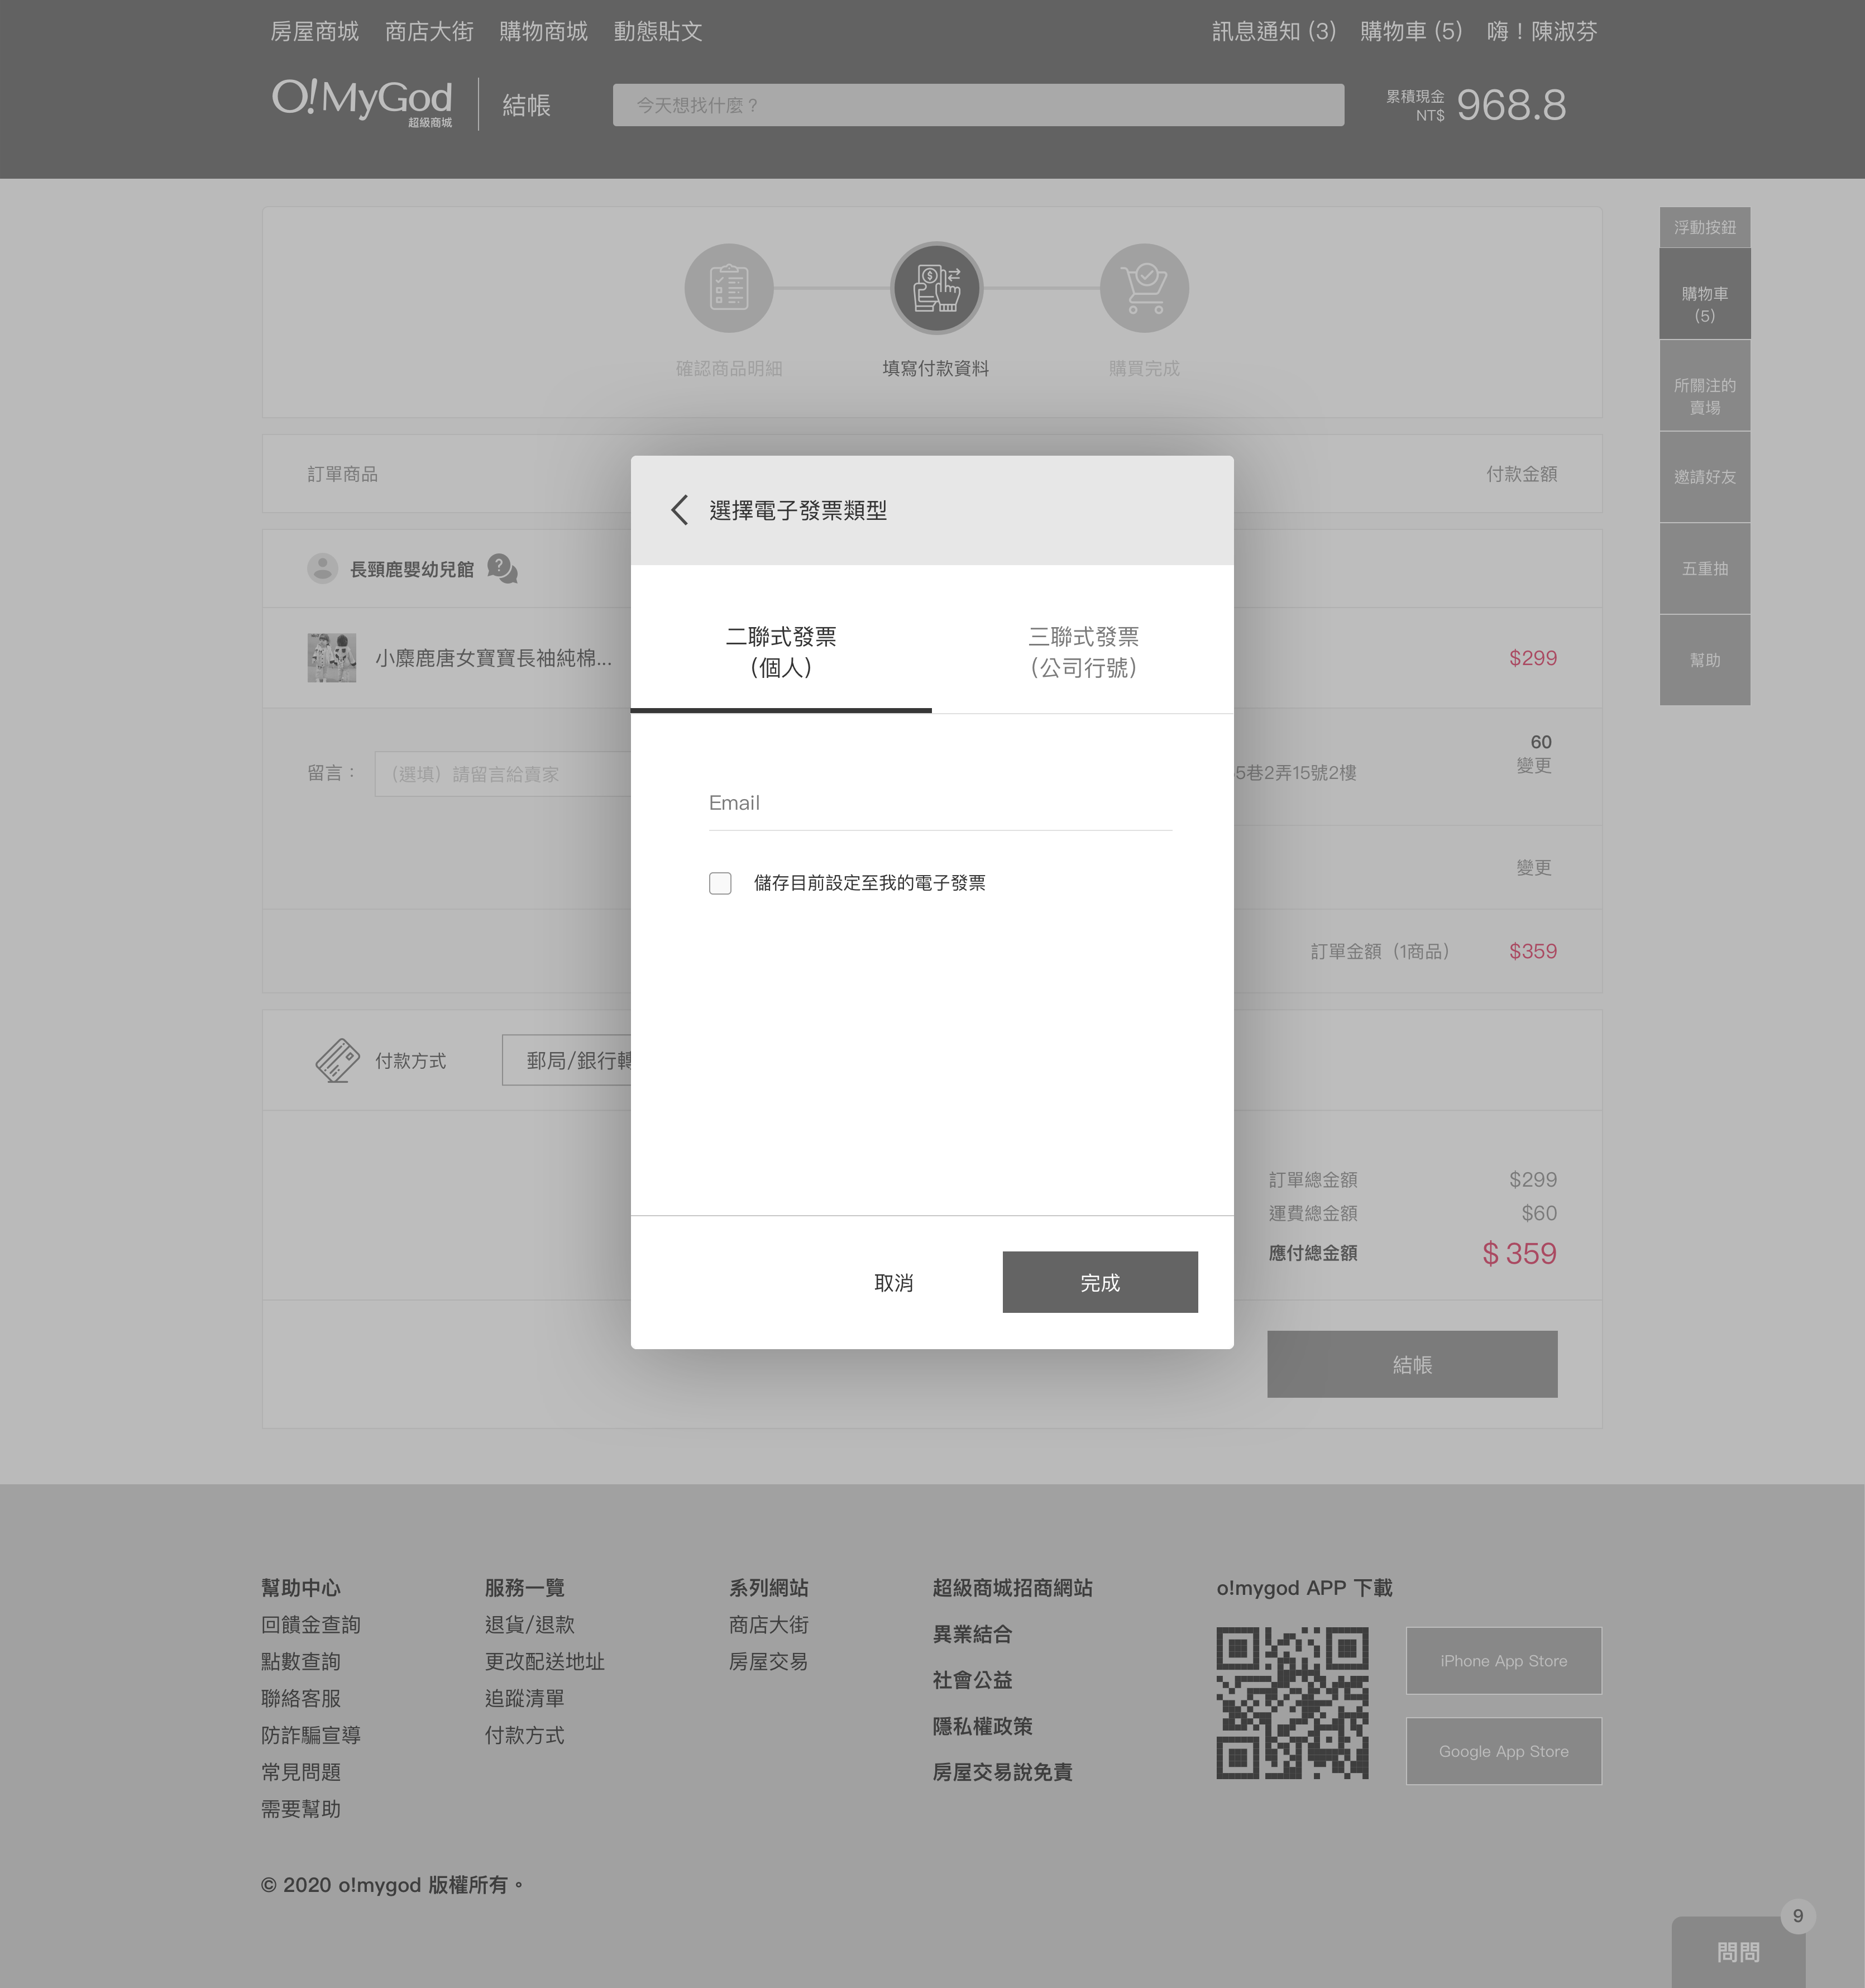 房屋商城 商店大街 購物商城 動態貼文
訊息通知 (3) 購物車 (5) 嗨！陳淑芬
O!MyGod
超級商城
結帳
今天想找什麼？
累積現金
NT$
968.8
確認商品明細
填寫付款資料
購買完成
浮動按鈕
購物車
(5)
所關注的
賣場
邀請好友
五重抽
幫助
訂單商品
付款金額
長頸鹿嬰幼兒館
小麋鹿唐女寶寶長袖純棉...
$299
留言：
（選填）請留言給賣家
5巷2弄15號2樓
60
變更
變更
訂單金額（1商品）
$359
付款方式
郵局/銀行轉
訂單總金額
$299
運費總金額
$60
應付總金額
$ 359
結帳
選擇電子發票類型
二聯式發票
（個人）
三聯式發票
（公司行號）
Email
儲存目前設定至我的電子發票
取消
完成
幫助中心
回饋金查詢
點數查詢
聯絡客服
防詐騙宣導
常見問題
需要幫助
服務一覽
退貨/退款
更改配送地址
追蹤清單
付款方式
系列網站
商店大街
房屋交易
超級商城招商網站
異業結合
社會公益
隱私權政策
房屋交易說免責
o!mygod APP 下載
iPhone App Store
Google App Store
© 2020 o!mygod 版權所有。
9
問問